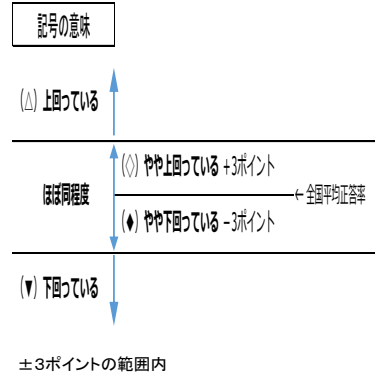 記号の意味
(△) 上回っている
(◇) やや上回っている +3ポイント
ほぼ同程度
← 全国平均正答率
(♦) やや下回っている −3ポイント
(▼) 下回っている
±3ポイントの範囲内